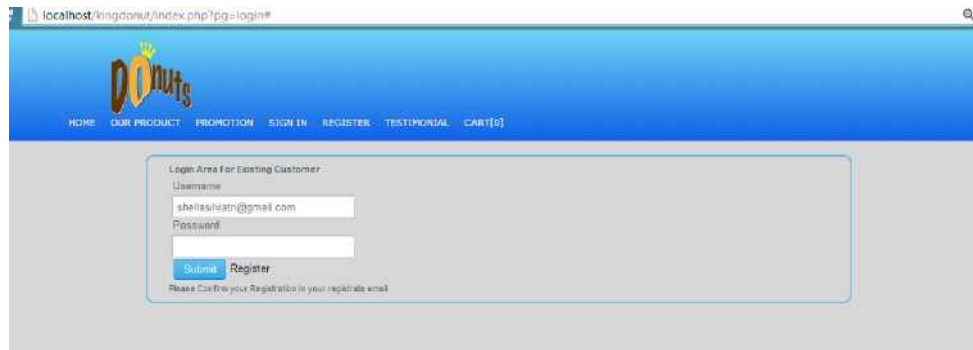 localhost/kingdonut/index.php?pg=login#
DOnuts
HOME OUR PRODUCT PROMOTION SIGN IN REGISTER TESTIMONIAL CART[0]
Login Area For Existing Customer
Username
@gmail.com
Password
Submit Register
Please Confirm your Registration in your registrate email